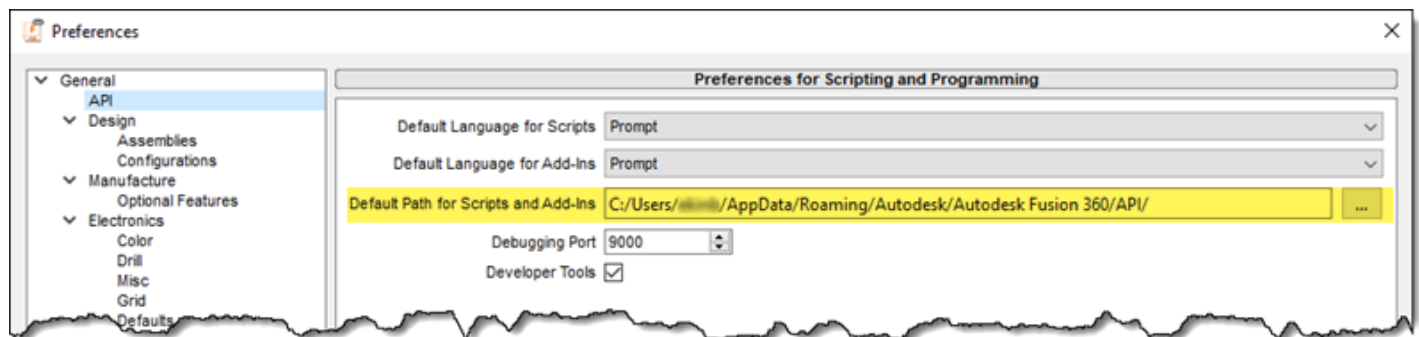 Preferences
General
API
Design
Assemblies
Configurations
Manufacture
Optional Features
Electronics
Color
Drill
Misc
Grid
Defaults
Preferences for Scripting and Programming
Default Language for Scripts Prompt
Default Language for Add-Ins Prompt
Default Path for Scripts and Add-Ins C:/Users/ /AppData/Roaming/Autodesk/Autodesk Fusion 360/API/ ...
Debugging Port 9000
Developer Tools